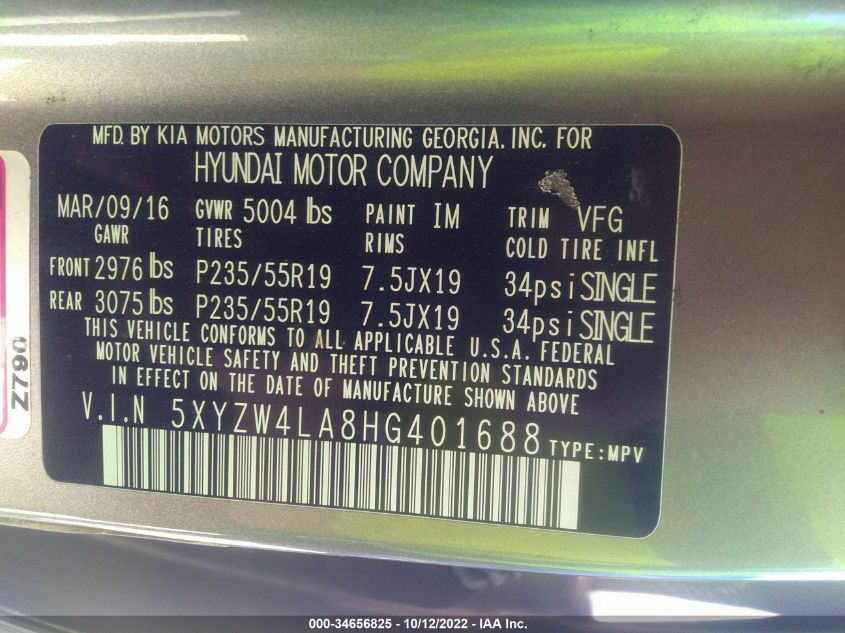 MFD. BY KIA MOTORS MANUFACTURING GEORGIA. INC. FOR
HYUNDAI MOTOR COMPANY
MAR/09/16 GVWR 5004 lbs PAINT IM TRIM VFG
GAWR TIRES RIMS COLD TIRE INFL
FRONT 2976 lbs P235/55R19 7.5JX19 34psi SINGLE
REAR 3075 lbs P235/55R19 7.5JX19 34psi SINGLE
THIS VEHICLE CONFORMS TO ALL APPLICABLE U.S.A. FEDERAL
MOTOR VEHICLE SAFETY AND THEFT PREVENTION STANDARDS
IN EFFECT ON THE DATE OF MANUFACTURE SHOWN ABOVE
V.I.N 5XYZW4LA8HG401688 TYPE:MPV
Z790
000-34656825 - 10/12/2022 - IAA Inc.